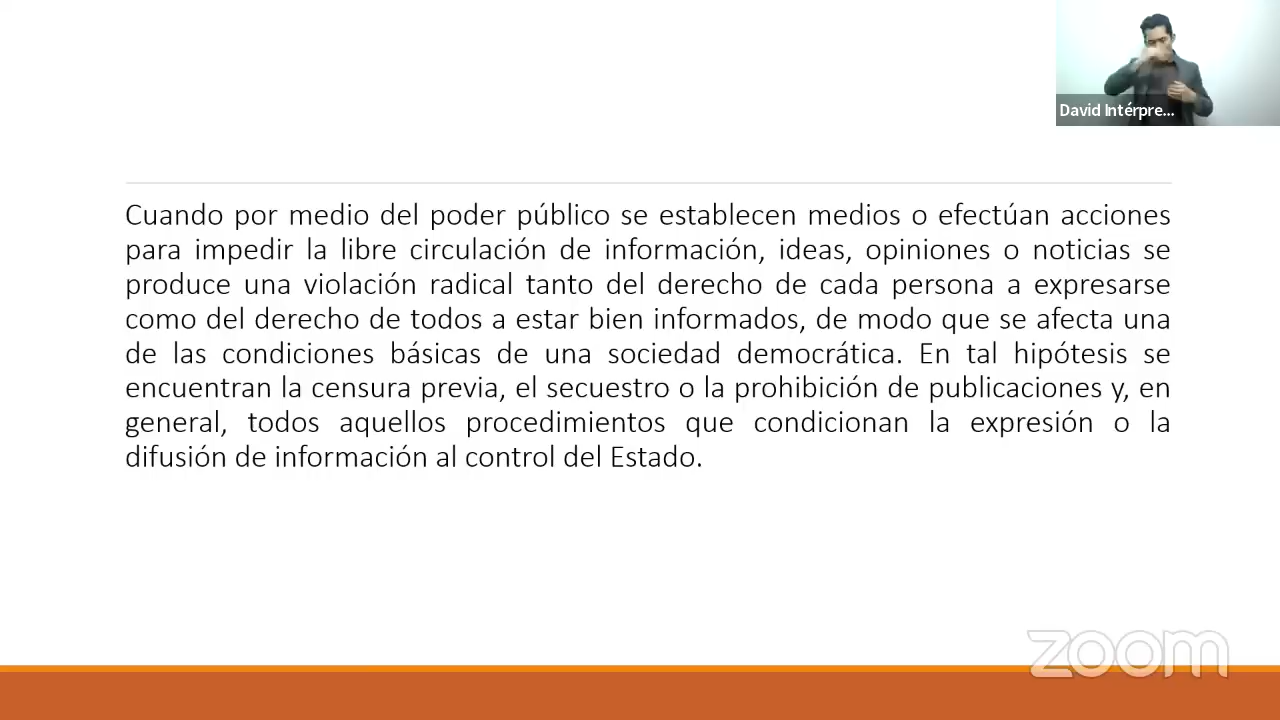 David Intérpre...
Cuando por medio del poder público se establecen medios o efectúan acciones
para impedir la libre circulación de información, ideas, opiniones o noticias se
produce una violación radical tanto del derecho de cada persona a expresarse
como del derecho de todos a estar bien informados, de modo que se afecta una
de las condiciones básicas de una sociedad democrática. En tal hipótesis se
encuentran la censura previa, el secuestro o la prohibición de publicaciones y, en
general, todos aquellos procedimientos que condicionan la expresión o la
difusión de información al control del Estado.
zoom